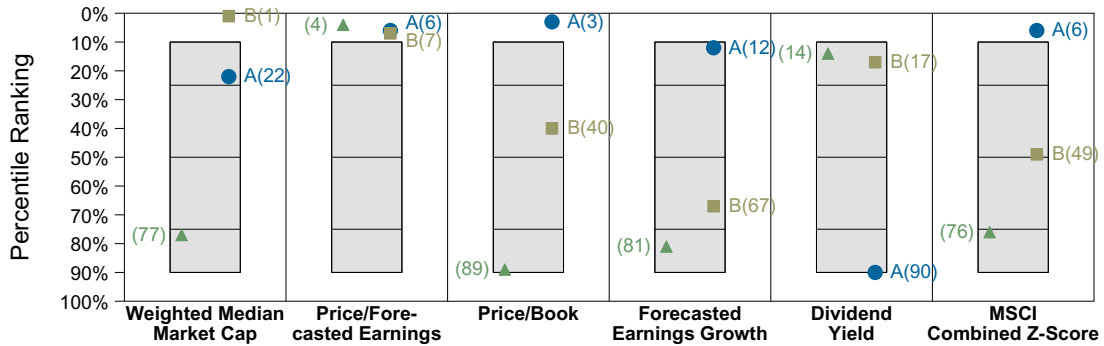 Percentile Ranking
0%
10%
20%
30%
40%
50%
60%
70%
80%
90%
100%
B(1)
A(22)
(77)
(4)
A(6)
B(7)
A(3)
B(40)
(89)
A(12)
B(67)
(81)
(14)
B(17)
A(90)
A(6)
B(49)
(76)
Weighted Median
Market Cap
Price/Fore-
casted Earnings
Price/Book
Forecasted
Earnings Growth
Dividend
Yield
MSCI
Combined Z-Score